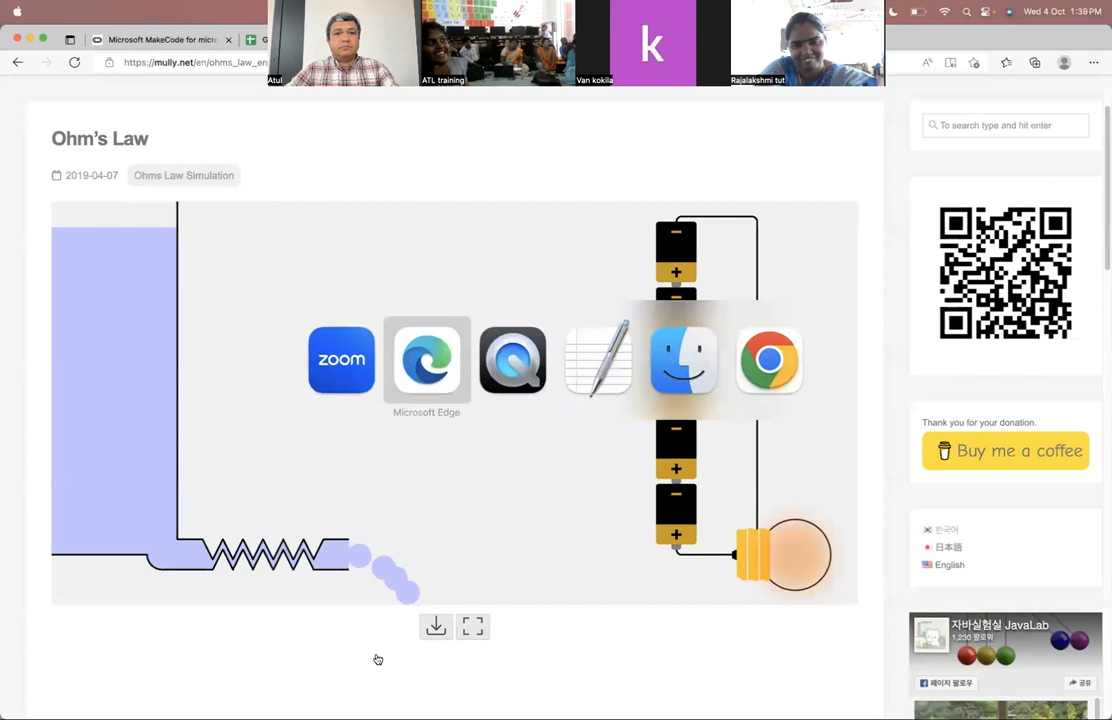 Wed 4 Oct 1:39 PM
Microsoft MakeCode for micro
G
https://mully.net/en/ohms_law_en
Atul
ATL training
k
Van kokila
Rajalakshmi tut
Ohm's Law
2019-04-07
Ohms Law Simulation
To search type and hit enter
zoom
Microsoft Edge
Thank you for your donation.
Buy me a coffee
한국어
日本語
English
자바실험실 JavaLab
1,230 팔로워
페이지 팔로우
공유